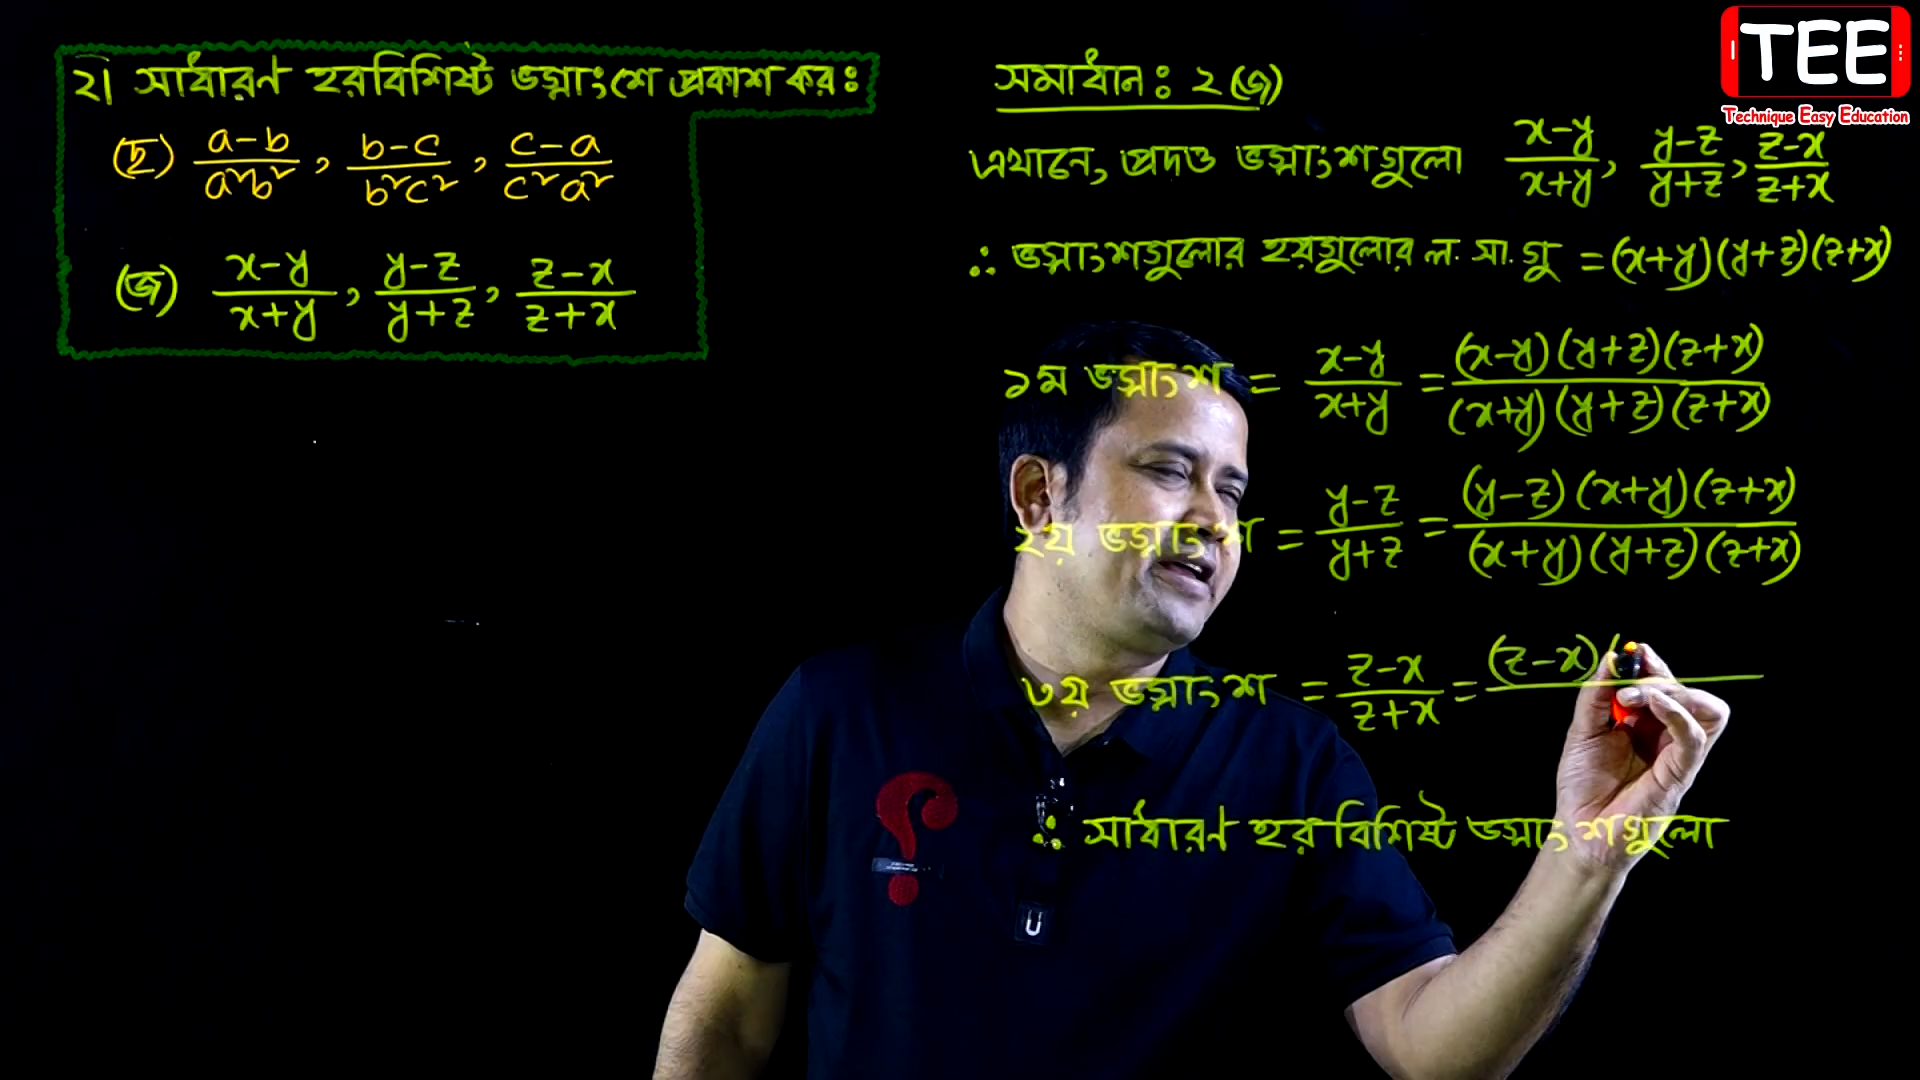 ২। সাধারণ হরবিশিষ্ট ভগ্নাংশে প্রকাশ কর:
(ছ) a-b/a²b², b-c/b²c², c-a/c²a²
(জ) x-y/x+y, y-z/y+z, z-x/z+x
TEE
Technique Easy Education
সমাধান: ২(জ)
এখানে, প্রদত্ত ভগ্নাংশগুলো x-y/x+y, y-z/y+z, z-x/z+x
∴ ভগ্নাংশগুলোর হরগুলোর ল. সা. গু = (x+y)(y+z)(z+x)
১ম ভগ্নাংশ = x-y/x+y = (x-y)(y+z)(z+x)/(x+y)(y+z)(z+x)
২য় ভগ্নাংশ = y-z/y+z = (y-z)(x+y)(z+x)/(x+y)(y+z)(z+x)
৩য় ভগ্নাংশ = z-x/z+x = (z-x)(
∴ সাধারণ হর বিশিষ্ট ভগ্নাংশগুলো
U